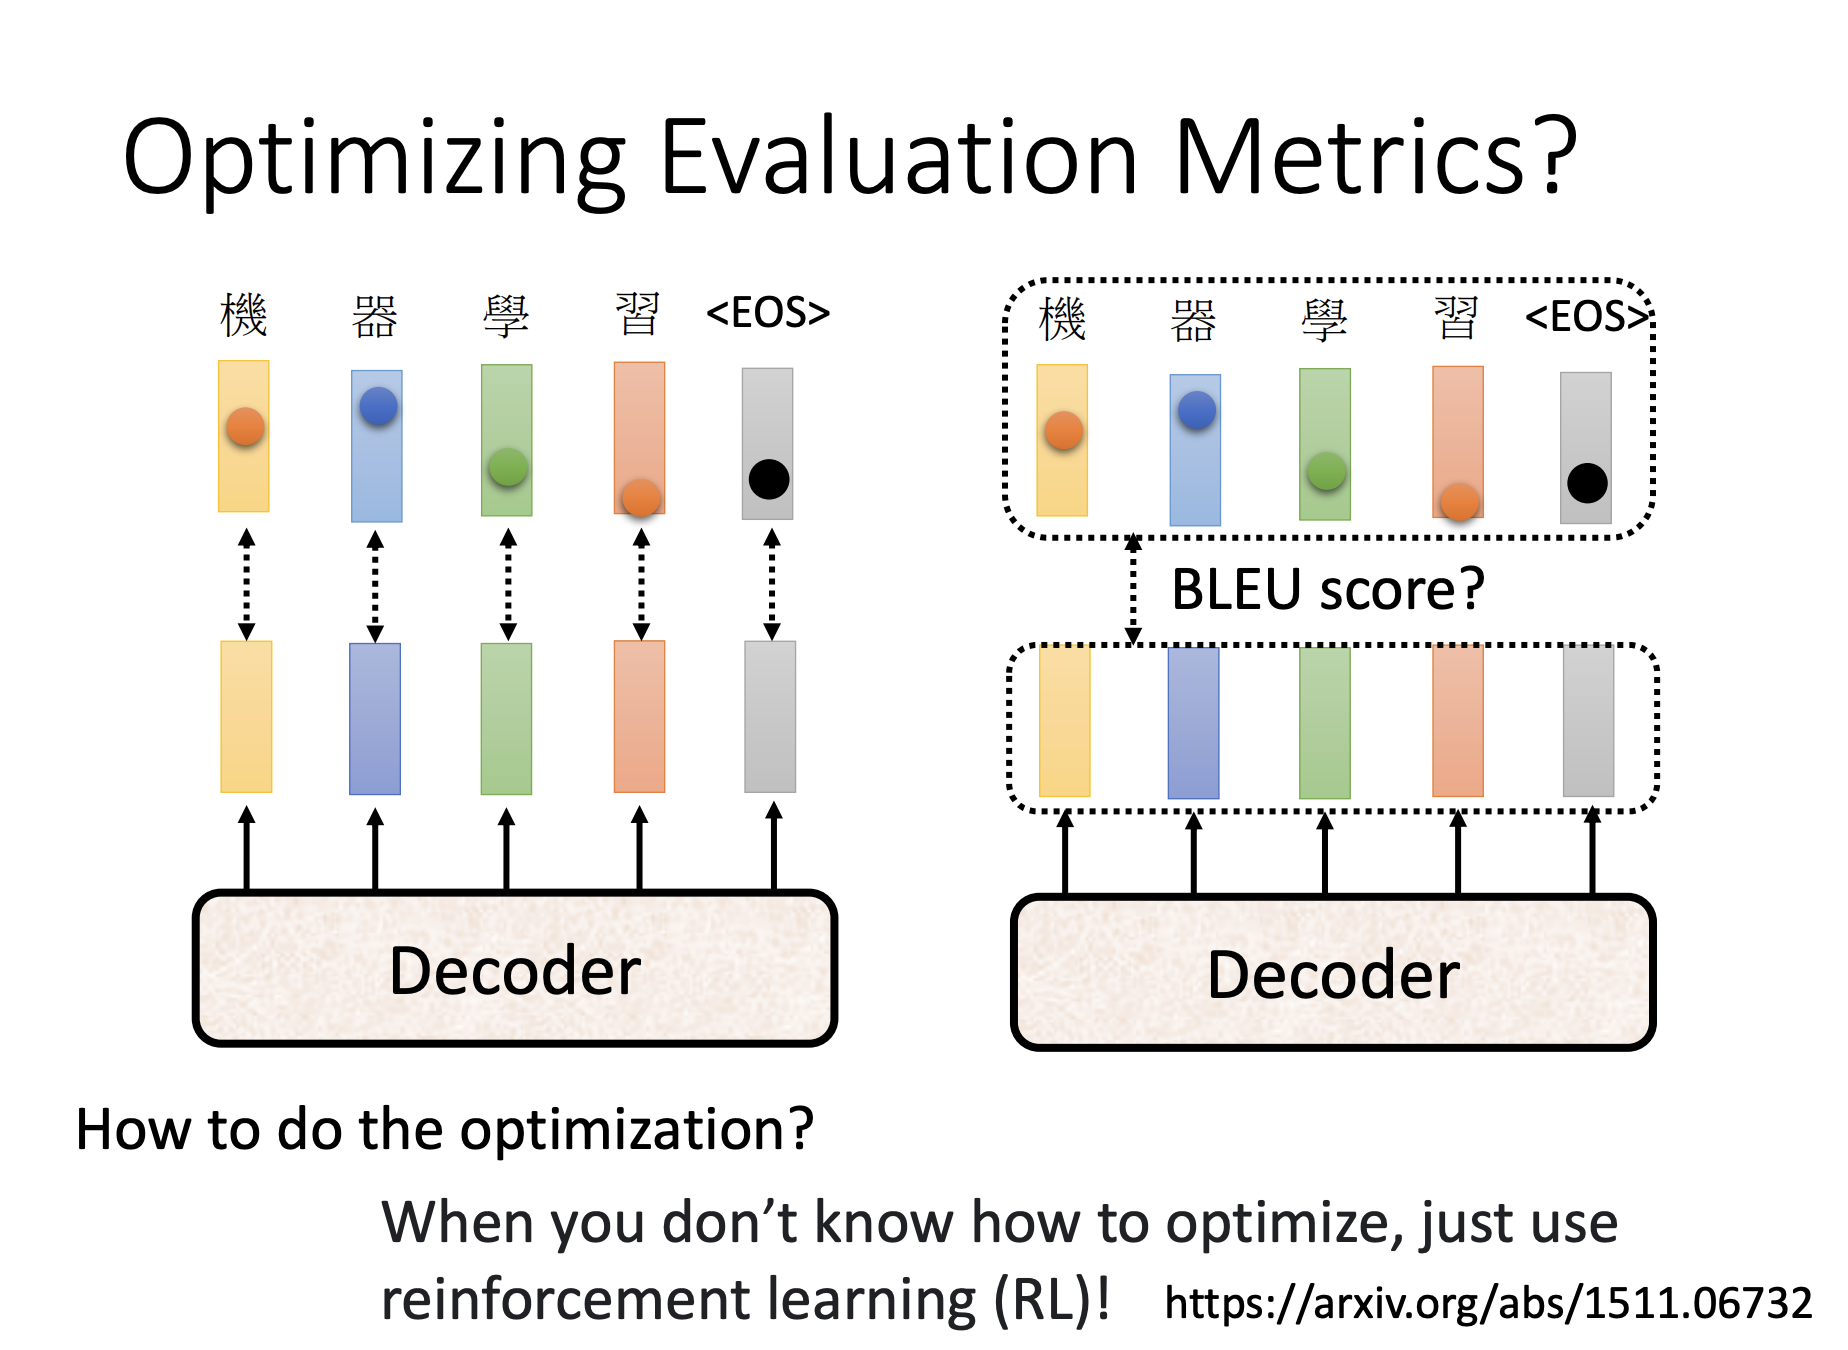 Optimizing Evaluation Metrics?
機 器 學 習 <EOS>
機 器 學 習 <EOS>
BLEU score?
Decoder
Decoder
How to do the optimization?
When you don’t know how to optimize, just use
reinforcement learning (RL)!
https://arxiv.org/abs/1511.06732